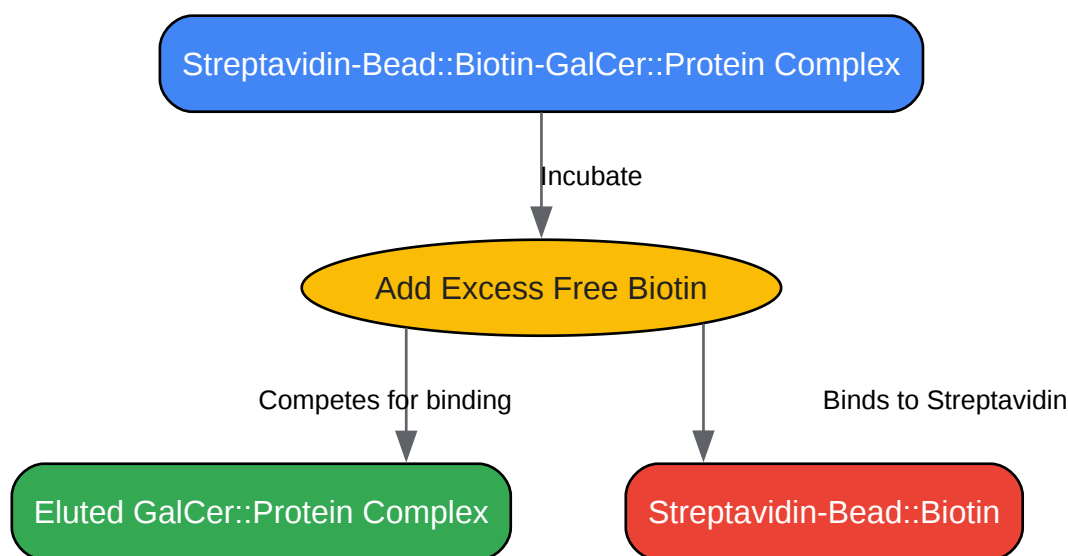 Streptavidin-Bead::Biotin-GalCer::Protein Complex
Incubate
Add Excess Free Biotin
Competes for binding
Binds to Streptavidin
Eluted GalCer::Protein Complex
Streptavidin-Bead::Biotin